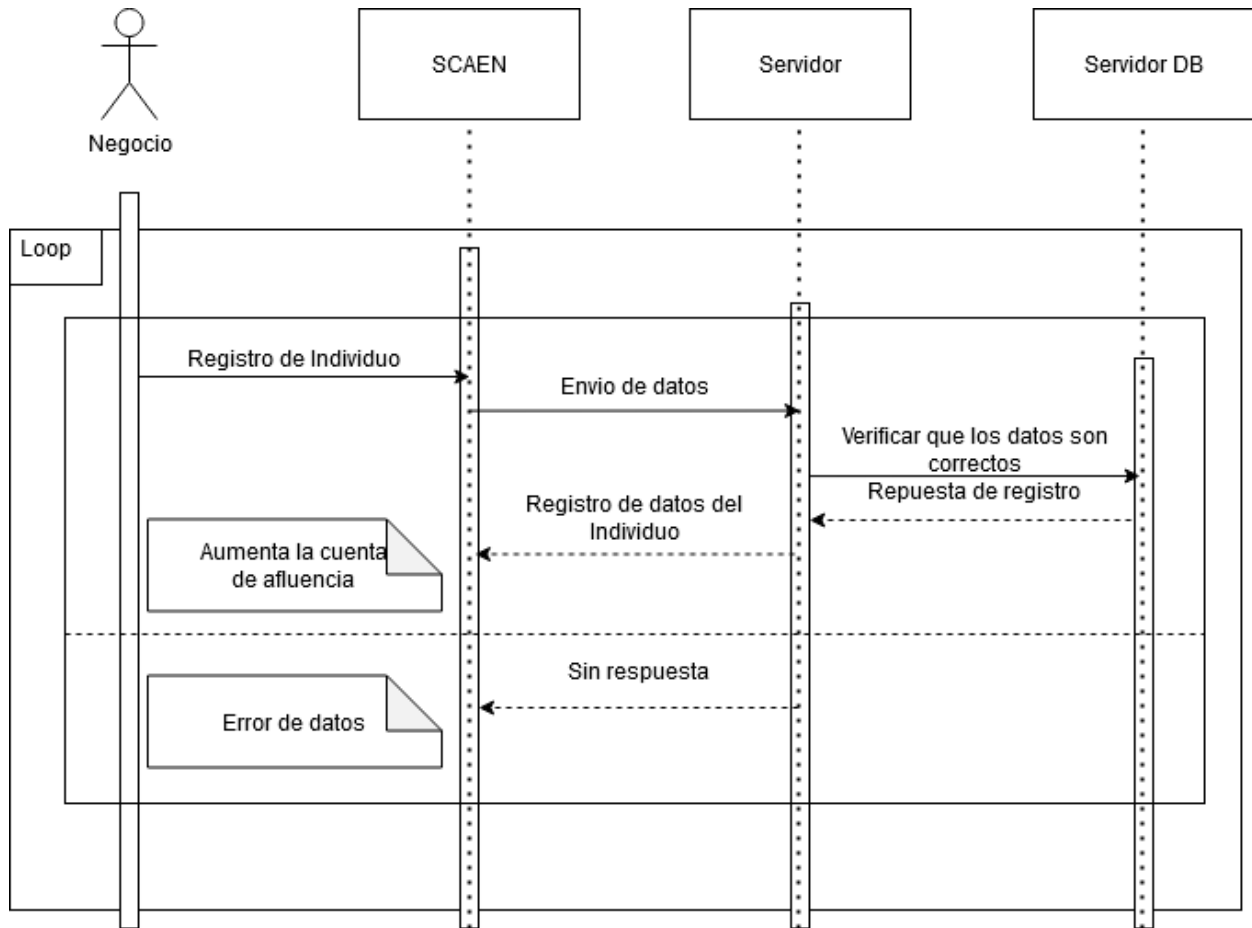 SCAEN
Servidor
Servidor DB
Negocio
Loop
Registro de Individuo
Envio de datos
Verificar que los datos son
correctos
Repuesta de registro
Registro de datos del
Individuo
Aumenta la cuenta
de afluencia
Sin respuesta
Error de datos